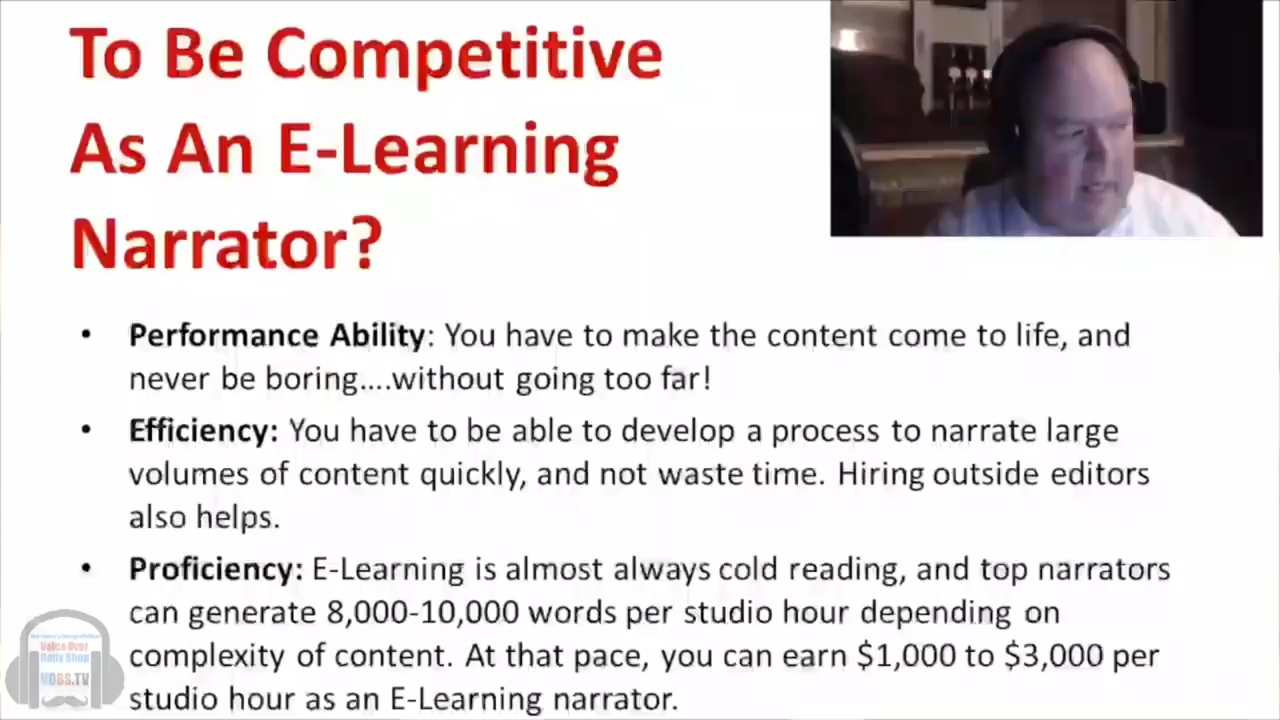 To Be Competitive
As An E-Learning
Narrator?
• Performance Ability: You have to make the content come to life, and
never be boring....without going too far!
• Efficiency: You have to be able to develop a process to narrate large
volumes of content quickly, and not waste time. Hiring outside editors
also helps.
• Proficiency: E-Learning is almost always cold reading, and top narrators
can generate 8,000-10,000 words per studio hour depending on
complexity of content. At that pace, you can earn $1,000 to $3,000 per
studio hour as an E-Learning narrator.
Voice Over
Daily Shop
VOBS.TV